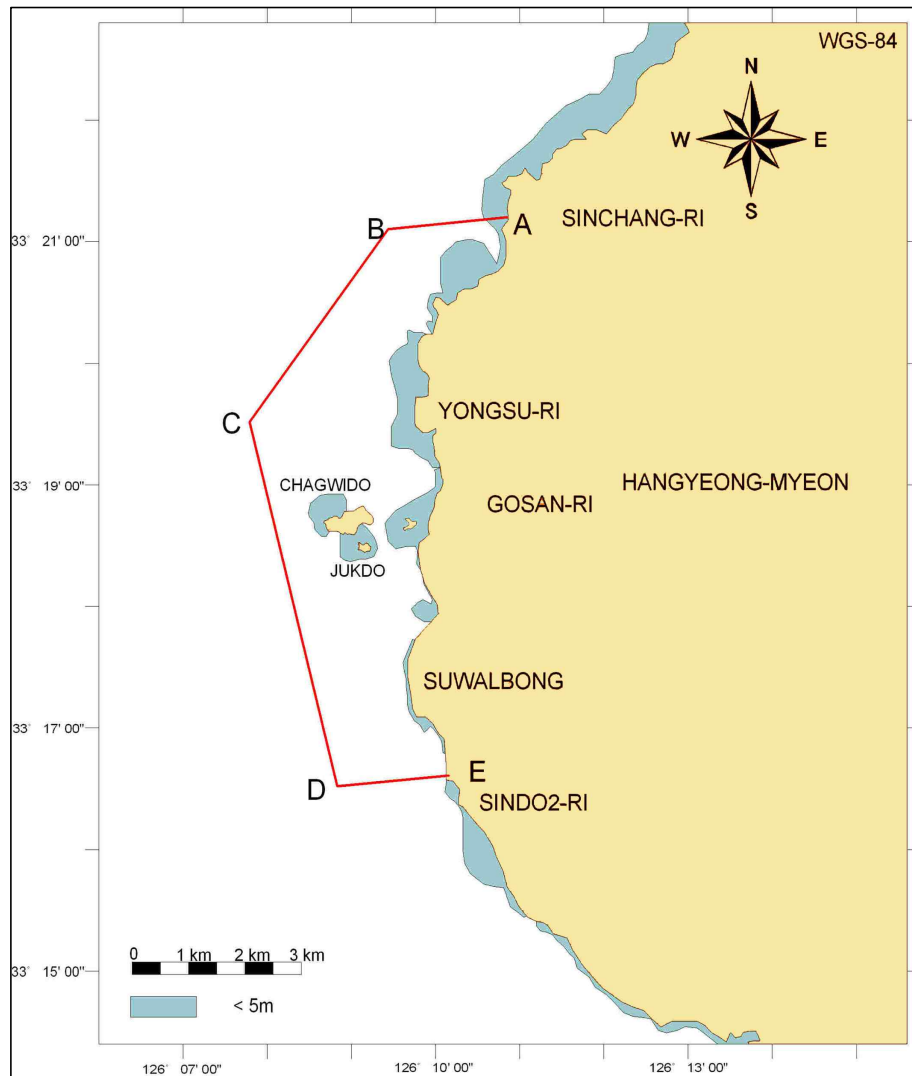 WGS-84
N
W
E
S
A
SINCHANG-RI
B
33° 21' 00"
YONGSU-RI
C
33° 19' 00"
CHAGWIDO
HANGYEONG-MYEON
GOSAN-RI
JUKDO
SUWALBONG
33° 17' 00"
E
D
SINDO2-RI
0 1 km 2 km 3 km
33° 15' 00"
< 5m
126° 07' 00"
126° 10' 00"
126° 13' 00"